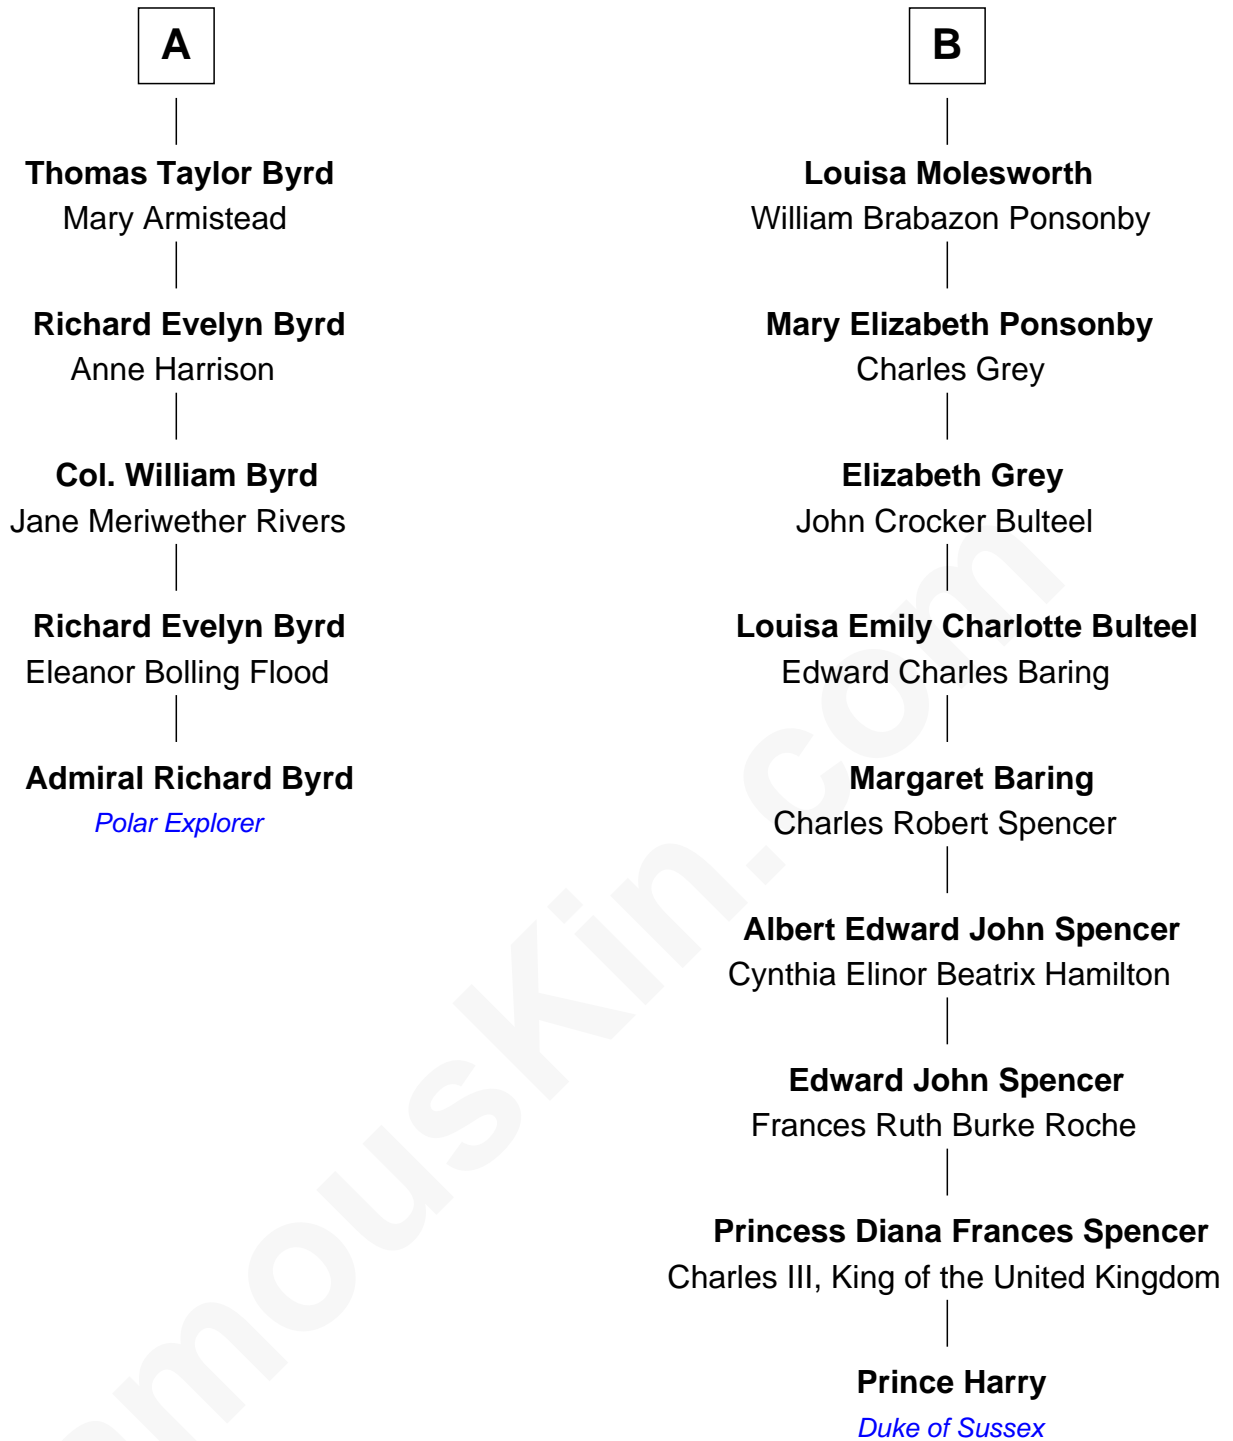 A
Thomas Taylor Byrd
Mary Armistead
Richard Evelyn Byrd
Anne Harrison
Col. William Byrd
Jane Meriwether Rivers
Richard Evelyn Byrd
Eleanor Bolling Flood
Admiral Richard Byrd
Polar Explorer
B
Louisa Molesworth
William Brabazon Ponsonby
Mary Elizabeth Ponsonby
Charles Grey
Elizabeth Grey
John Crocker Bulteel
Louisa Emily Charlotte Bulteel
Edward Charles Baring
Margaret Baring
Charles Robert Spencer
Albert Edward John Spencer
Cynthia Elinor Beatrix Hamilton
Edward John Spencer
Frances Ruth Burke Roche
Princess Diana Frances Spencer
Charles III, King of the United Kingdom
Prince Harry
Duke of Sussex
amousKin.com